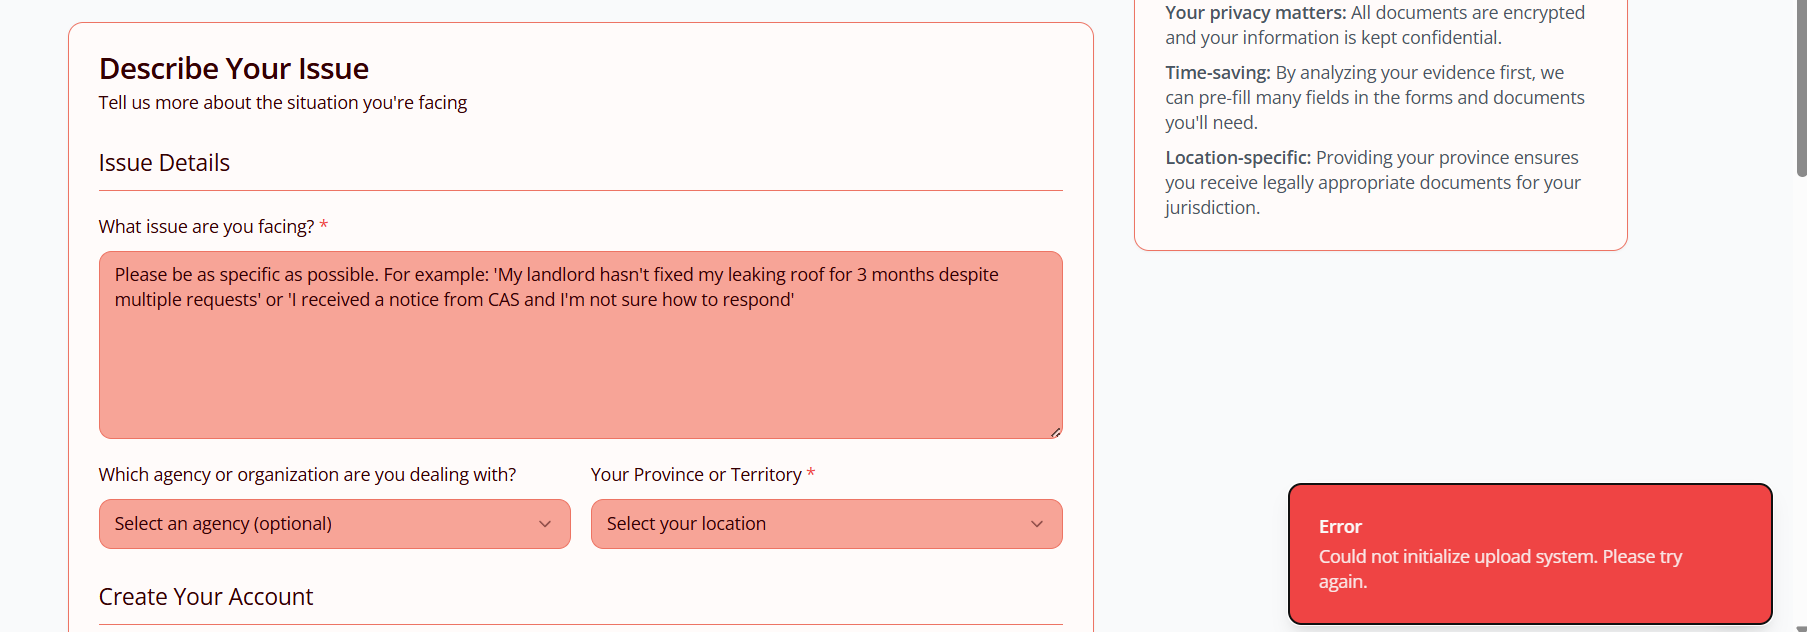 Describe Your Issue
Tell us more about the situation you're facing
Issue Details
What issue are you facing? *
Please be as specific as possible. For example: 'My landlord hasn't fixed my leaking roof for 3 months despite
multiple requests' or 'I received a notice from CAS and I'm not sure how to respond'
Which agency or organization are you dealing with?
Select an agency (optional)
Your Province or Territory *
Select your location
Create Your Account
Your privacy matters: All documents are encrypted
and your information is kept confidential.
Time-saving: By analyzing your evidence first, we
can pre-fill many fields in the forms and documents
you'll need.
Location-specific: Providing your province ensures
you receive legally appropriate documents for your
jurisdiction.
Error
Could not initialize upload system. Please try
again.